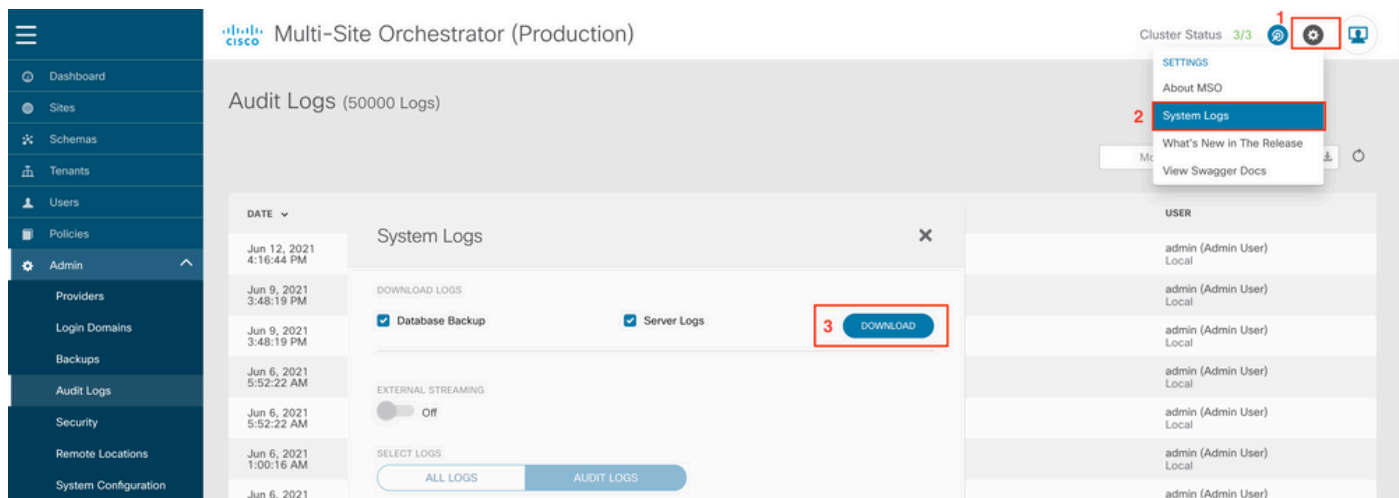 cisco Multi-Site Orchestrator (Production)
Cluster Status 3/3
1
SETTINGS
About MSO
2 System Logs
What's New in The Release
View Swagger Docs
Dashboard
Sites
Schemas
Tenants
Users
Policies
Admin
Providers
Login Domains
Backups
Audit Logs
Security
Remote Locations
System Configuration
Audit Logs (50000 Logs)
DATE
USER
Jun 12, 2021
4:16:44 PM
admin (Admin User)
Local
Jun 9, 2021
3:48:19 PM
admin (Admin User)
Local
Jun 9, 2021
3:48:19 PM
admin (Admin User)
Local
Jun 6, 2021
5:52:22 AM
admin (Admin User)
Local
Jun 6, 2021
5:52:22 AM
admin (Admin User)
Local
Jun 6, 2021
1:00:16 AM
admin (Admin User)
Local
Jun 6, 2021
admin (Admin User)
System Logs
DOWNLOAD LOGS
Database Backup
Server Logs
3 DOWNLOAD
EXTERNAL STREAMING
Off
SELECT LOGS
ALL LOGS
AUDIT LOGS